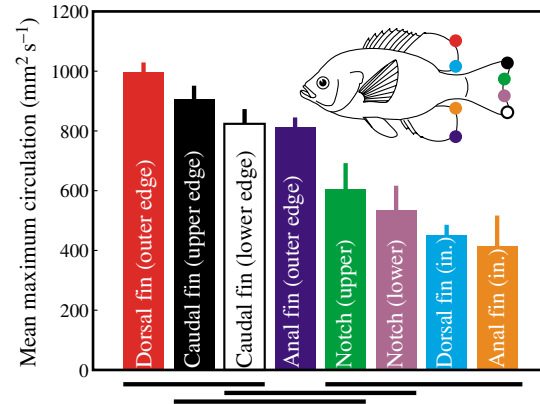 Mean maximum circulation (mm² s⁻¹)
1200
1000
800
600
400
200
0
Dorsal fin (outer edge)
Caudal fin (upper edge)
Caudal fin (lower edge)
Anal fin (outer edge)
Notch (upper)
Notch (lower)
Dorsal fin (in.)
Anal fin (in.)